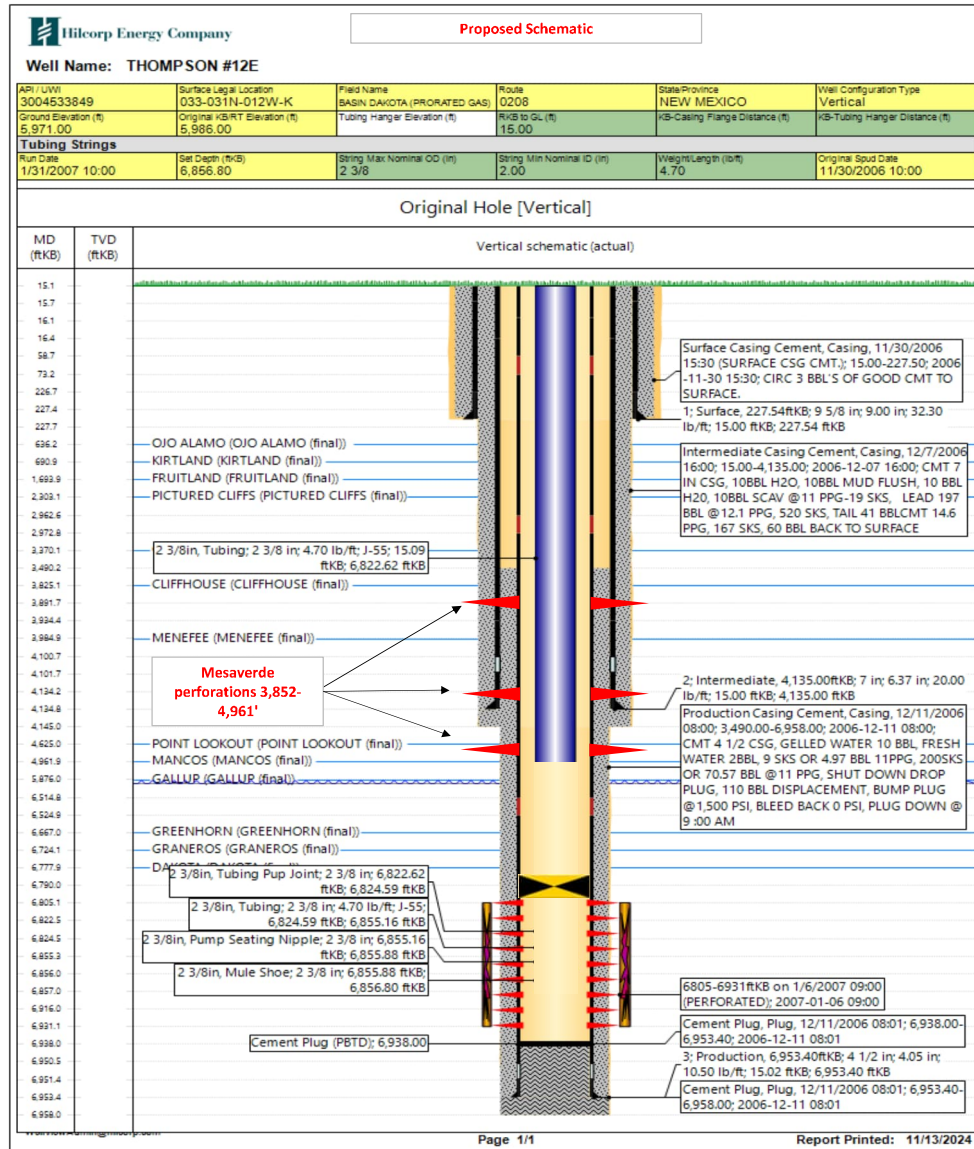 Hilcorp Energy Company
Proposed Schematic
Well Name: THOMPSON #12E
API / UWI
3004533849
Surface Legal Location
033-031N-012W-K
Field Name
BASIN DAKOTA (PRORATED GAS)
Route
0208
State/Province
NEW MEXICO
Well Configuration Type
Vertical
Ground Elevation (ft)
5,971.00
Original KB/RT Elevation (ft)
5,986.00
Tubing Hanger Elevation (ft)
RKB to GL (ft)
15.00
KB-Casing Flange Distance (ft)
KB-Tubing Hanger Distance (ft)
Tubing Strings
Run Date
1/31/2007 10:00
Set Depth (ftKB)
6,856.80
String Max Nominal OD (in)
2 3/8
String Min Nominal ID (in)
2.00
Weight/Length (lb/ft)
4.70
Original Spud Date
11/30/2006 10:00
Original Hole [Vertical]
MD
(ftKB)
TVD
(ftKB)
Vertical schematic (actual)
15.1
15.7
16.1
16.4
58.7
73.2
226.7
227.4
227.7
636.2
690.9
1,693.9
2,303.1
2,962.6
2,972.8
3,370.1
3,490.2
3,825.1
3,891.7
3,934.4
3,984.9
4,100.7
4,101.7
4,134.2
4,134.8
4,145.0
4,625.0
4,961.9
5,876.0
6,514.8
6,524.9
6,667.0
6,724.1
6,777.9
6,790.0
6,805.1
6,822.5
6,824.5
6,855.3
6,856.0
6,857.0
6,916.0
6,931.1
6,938.0
6,950.5
6,951.4
6,953.4
6,958.0
OJO ALAMO (OJO ALAMO (final))
KIRTLAND (KIRTLAND (final))
FRUITLAND (FRUITLAND (final))
PICTURED CLIFFS (PICTURED CLIFFS (final))
2 3/8in, Tubing; 2 3/8 in; 4.70 lb/ft; J-55; 15.09
ftKB; 6,822.62 ftKB
CLIFFHOUSE (CLIFFHOUSE (final))
MENEFEE (MENEFEE (final))
Mesaverde
perforations 3,852-
4,961'
POINT LOOKOUT (POINT LOOKOUT (final))
MANCOS (MANCOS (final))
GALLUP (GALLUP (final))
GREENHORN (GREENHORN (final))
GRANEROS (GRANEROS (final))
DAKOTA (DAKOTA (final))
2 3/8in, Tubing Pup Joint; 2 3/8 in; 6,822.62
ftKB; 6,824.59 ftKB
2 3/8in, Tubing; 2 3/8 in; 4.70 lb/ft; J-55;
6,824.59 ftKB; 6,855.16 ftKB
2 3/8in, Pump Seating Nipple; 2 3/8 in; 6,855.16
ftKB; 6,855.88 ftKB
2 3/8in, Mule Shoe; 2 3/8 in; 6,855.88 ftKB;
6,856.80 ftKB
Cement Plug (PBTD); 6,938.00
Surface Casing Cement, Casing, 11/30/2006
15:30 (SURFACE CSG CMT.); 15.00-227.50; 2006
-11-30 15:30; CIRC 3 BBL'S OF GOOD CMT TO
SURFACE.
1; Surface, 227.54ftKB; 9 5/8 in; 9.00 in; 32.30
lb/ft; 15.00 ftKB; 227.54 ftKB
Intermediate Casing Cement, Casing, 12/7/2006
16:00; 15.00-4,135.00; 2006-12-07 16:00; CMT 7
IN CSG, 10BBL H2O, 10BBL MUD FLUSH, 10 BBL
H20, 10BBL SCAV @11 PPG-19 SKS, LEAD 197
BBL @12.1 PPG, 520 SKS, TAIL 41 BBLCMT 14.6
PPG, 167 SKS, 60 BBL BACK TO SURFACE
2; Intermediate, 4,135.00ftKB; 7 in; 6.37 in; 20.00
lb/ft; 15.00 ftKB; 4,135.00 ftKB
Production Casing Cement, Casing, 12/11/2006
08:00; 3,490.00-6,958.00; 2006-12-11 08:00;
CMT 4 1/2 CSG, GELLED WATER 10 BBL, FRESH
WATER 2BBL, 9 SKS OR 4.97 BBL 11PPG, 200SKS
OR 70.57 BBL @11 PPG, SHUT DOWN DROP
PLUG, 110 BBL DISPLACEMENT, BUMP PLUG
@1,500 PSI, BLEED BACK 0 PSI, PLUG DOWN @
9 :00 AM
6805-6931ftKB on 1/6/2007 09:00
(PERFORATED); 2007-01-06 09:00
Cement Plug, Plug, 12/11/2006 08:01; 6,938.00-
6,953.40; 2006-12-11 08:01
3; Production, 6,953.40ftKB; 4 1/2 in; 4.05 in;
10.50 lb/ft; 15.02 ftKB; 6,953.40 ftKB
Cement Plug, Plug, 12/11/2006 08:01; 6,953.40-
6,958.00; 2006-12-11 08:01
Page 1/1
Report Printed: 11/13/2024